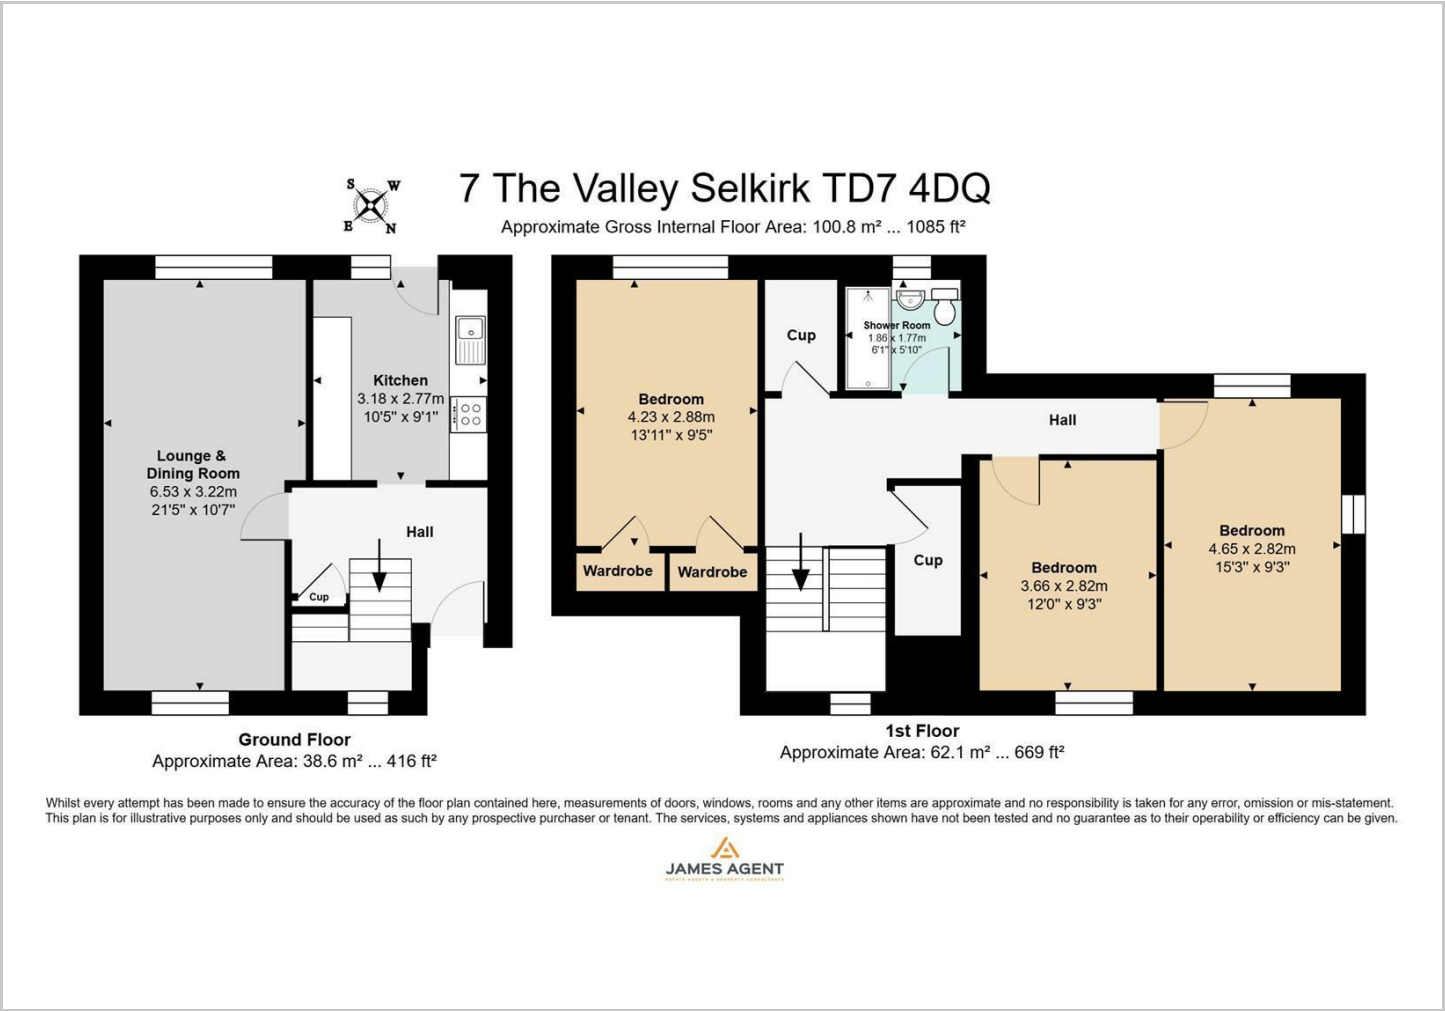 7 The Valley Selkirk TD7 4DQ
Approximate Gross Internal Floor Area: 100.8 m² ... 1085 ft²
S
W
E
N
Kitchen
3.18 x 2.77m
10'5" x 9'1"
Lounge &
Dining Room
6.53 x 3.22m
21'5" x 10'7"
Hall
Cup
Ground Floor
Approximate Area: 38.6 m² ... 416 ft²
Bedroom
4.23 x 2.88m
13'11" x 9'5"
Wardrobe
Wardrobe
Cup
Shower Room
1.86 x 1.77m
6'1" x 5'10"
Hall
Cup
Bedroom
3.66 x 2.82m
12'0" x 9'3"
Bedroom
4.65 x 2.82m
15'3" x 9'3"
1st Floor
Approximate Area: 62.1 m² ... 669 ft²
Whilst every attempt has been made to ensure the accuracy of the floor plan contained here, measurements of doors, windows, rooms and any other items are approximate and no responsibility is taken for any error, omission or mis-statement.
This plan is for illustrative purposes only and should be used as such by any prospective purchaser or tenant. The services, systems and appliances shown have not been tested and no guarantee as to their operability or efficiency can be given.
JAMES AGENT
ESTATE AGENTS & PROPERTY CONSULTANTS